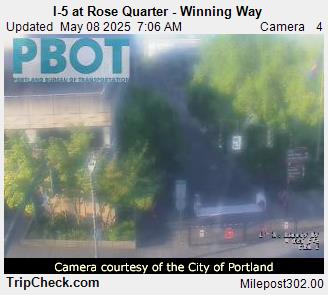 I-5 at Rose Quarter - Winning Way
Updated May 08 2025 7:06 AM Camera 4
PBOT
PORTLAND BUREAU OF TRANSPORTATION
Camera courtesy of the City of Portland
TripCheck.com Milepost302.00